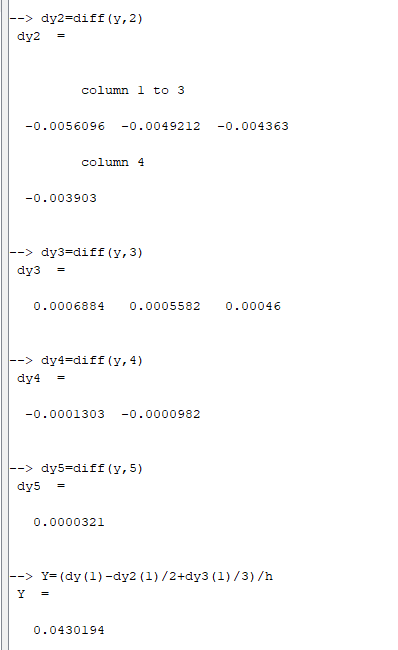 --> dy2=diff(y,2)
dy2  =
column 1 to 3
-0.0056096  -0.0049212  -0.004363
column 4
-0.003903
--> dy3=diff(y,3)
dy3  =
0.0006884   0.0005582   0.00046
--> dy4=diff(y,4)
dy4  =
-0.0001303  -0.0000982
--> dy5=diff(y,5)
dy5  =
0.0000321
--> Y=(dy(1)-dy2(1)/2+dy3(1)/3)/h
Y  =
0.0430194